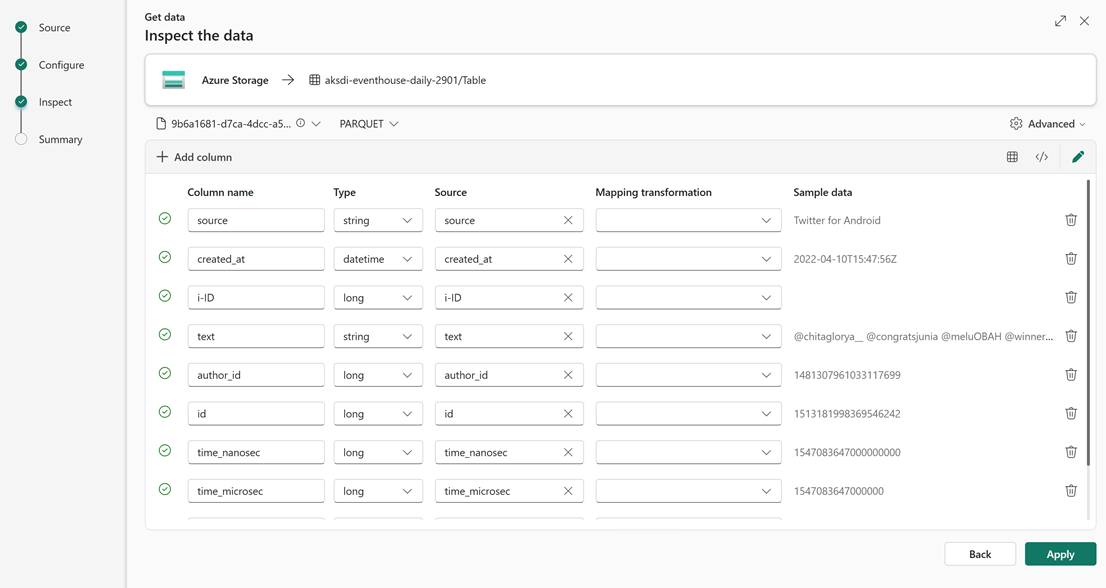 Source
Configure
Inspect
Summary
Get data
Inspect the data
Azure Storage → aksdi-eventhouse-daily-2901/Table
9b6a1681-d7ca-4dcc-a5... PARQUET Advanced
+ Add column </>
Column name Type Source Mapping transformation Sample data
source string source Twitter for Android
created_at datetime created_at 2022-04-10T15:47:56Z
i-ID long i-ID
text string text @chitaglorya__ @congratsjunia @meluOBAH @winner...
author_id long author_id 1481307961033117699
id long id 1513181998369546242
time_nanosec long time_nanosec 1547083647000000000
time_microsec long time_microsec 1547083647000000
Back Apply